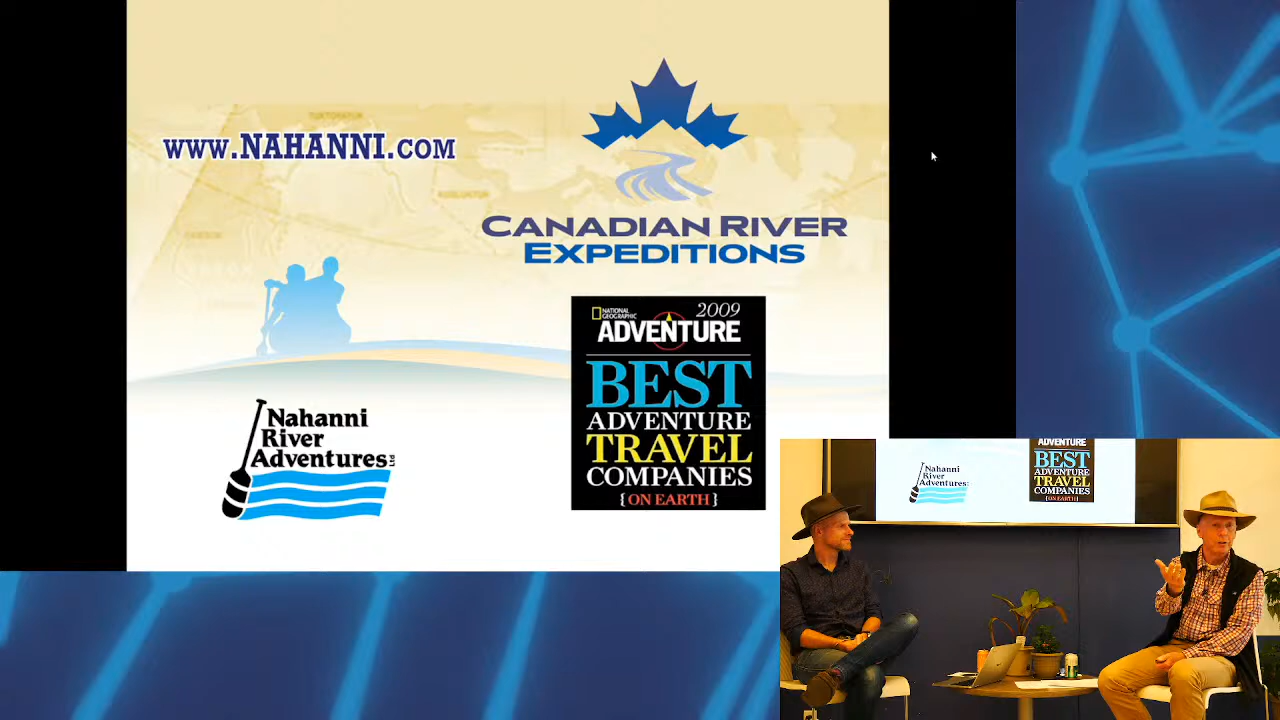 www.NAHANNI.com
CANADIAN RIVER
EXPEDITIONS
NATIONAL
GEOGRAPHIC
2009
ADVENTURE
BEST
ADVENTURE
TRAVEL
COMPANIES
{ON EARTH}
Nahanni
River
Adventures Ltd
ADVENTURE
BEST
ADVENTURE
TRAVEL
COMPANIES
{ON EARTH}
Nahanni
River
Adventures